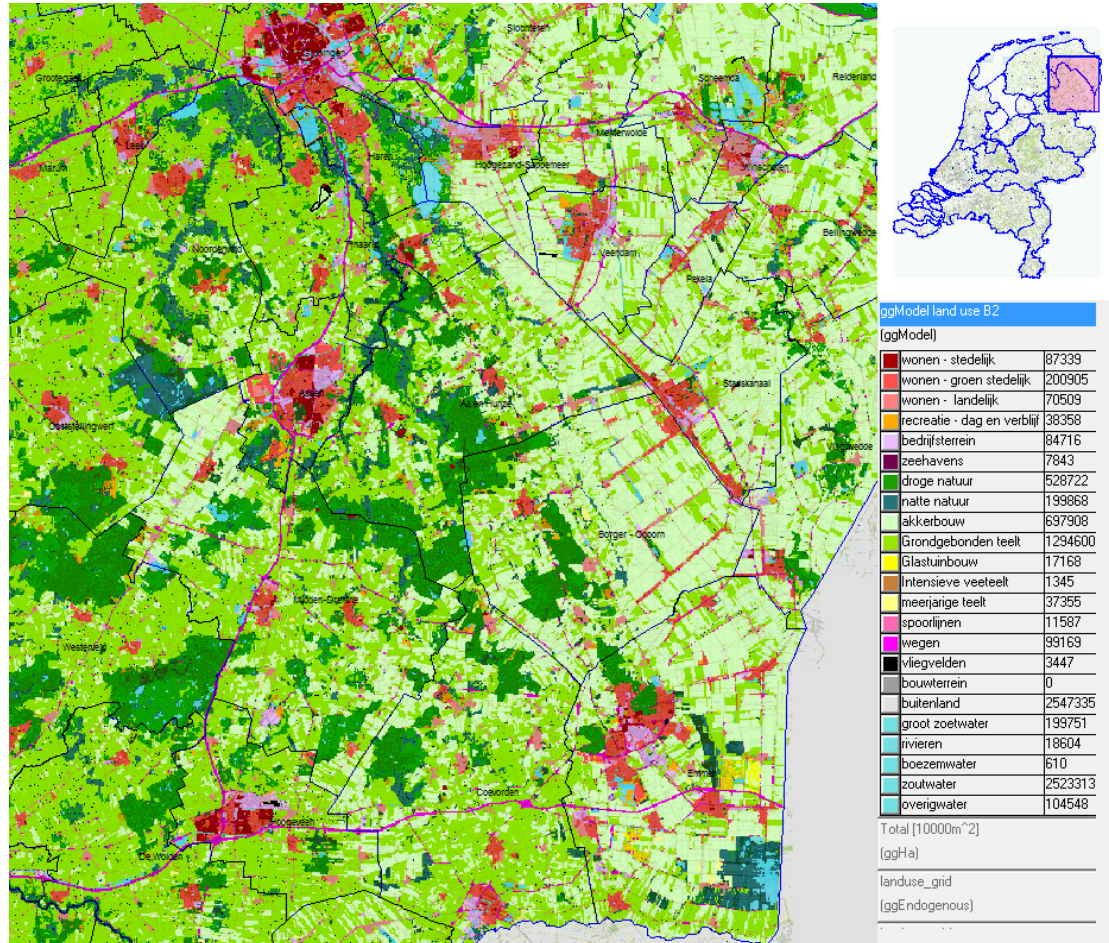 Slochteren
Groningen
Grootegast
Scheemda
Reiderland
Menterwolde
Leek
Haren
Hoogezand-Sappemeer
Winschoten
Marum
Bellingwedde
Noordenveld
Tynaarlo
Veendam
Pekela
Stadskanaal
Assen
Aa en Hunze
Ooststellingwerf
Vlagtwedde
Borger - Odoorn
Midden-Drenthe
Westerveld
Emmen
Coevorden
Hoogeveen
De Wolden
ggModel land use B2
(ggModel)
wonen - stedelijk 87339
wonen - groen stedelijk 200905
wonen - landelijk 70509
recreatie - dag en verblijf 38358
bedrijfsterrein 84716
zeehavens 7843
droge natuur 528722
natte natuur 199868
akkerbouw 697908
Grondgebonden teelt 1294600
Glastuinbouw 17168
Intensieve veeteelt 1345
meerjarige teelt 37355
spoorlijnen 11587
wegen 99169
vliegvelden 3447
bouwterrein 0
buitenland 2547335
groot zoetwater 199751
rivieren 18604
boezemwater 610
zoutwater 2523313
overigwater 104548
Total [10000m^2]
(ggHa)
landuse_grid
(ggEndogenous)